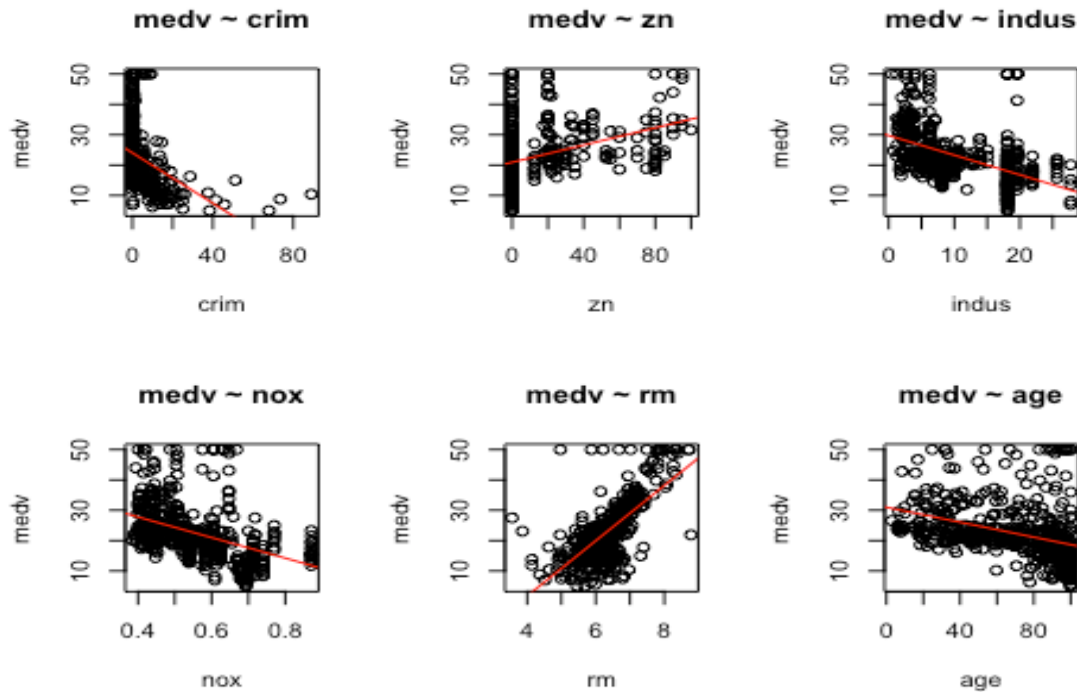 medv ~ crim
medv
50
30
10
0 40 80
crim
medv ~ zn
medv
50
30
10
0 40 80
zn
medv ~ indus
medv
50
30
10
0 10 20
indus
medv ~ nox
medv
50
30
10
0.4 0.6 0.8
nox
medv ~ rm
medv
50
30
10
4 6 8
rm
medv ~ age
medv
50
30
10
0 40 80
age